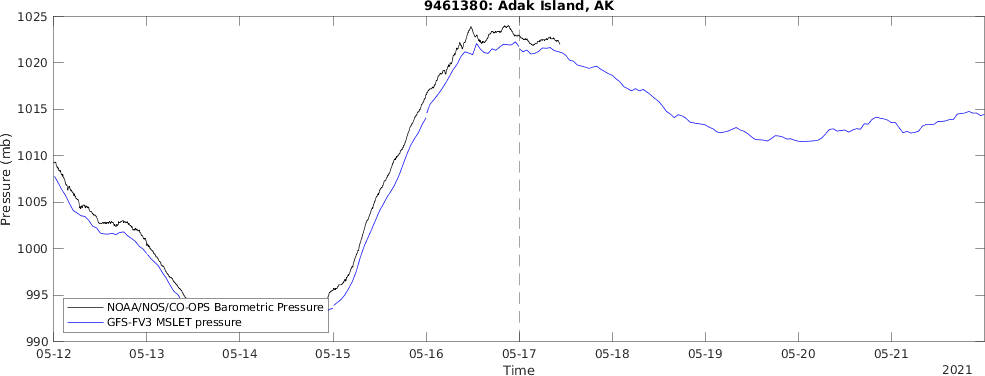 9461380: Adak Island, AK
Pressure (mb)
1025
1020
1015
1010
1005
1000
995
990
NOAA/NOS/CO-OPS Barometric Pressure
GFS-FV3 MSLET pressure
05-12 05-13 05-14 05-15 05-16 05-17 05-18 05-19 05-20 05-21
Time
2021